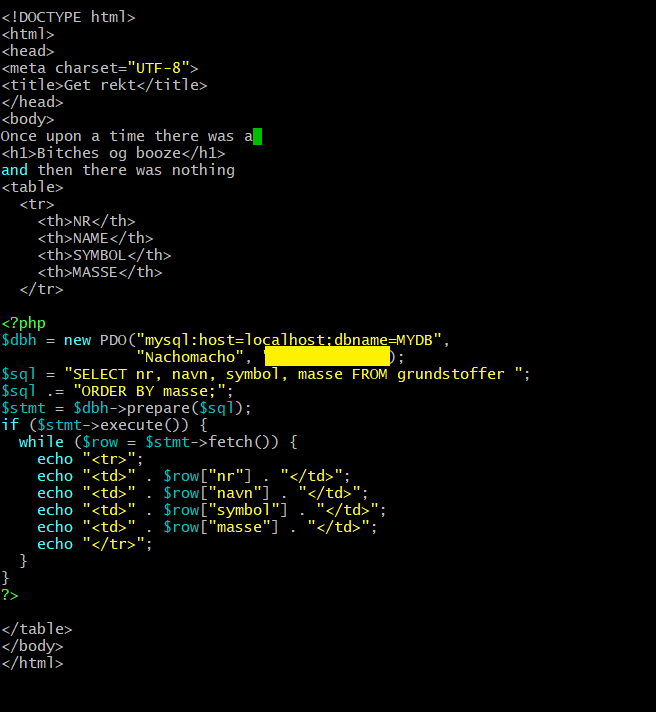 <!DOCTYPE html>
<html>
<head>
<meta charset="UTF-8">
<title>Get rekt</title>
</head>
<body>
Once upon a time there was a
<h1>Bitches og booze</h1>
and then there was nothing
<table>
  <tr>
    <th>NR</th>
    <th>NAME</th>
    <th>SYMBOL</th>
    <th>MASSE</th>
  </tr>

<?php
$dbh = new PDO("mysql:host=localhost;dbname=MYDB",
               "Nachomacho", );
$sql = "SELECT nr, navn, symbol, masse FROM grundstoffer ";
$sql .= "ORDER BY masse;";
$stmt = $dbh->prepare($sql);
if ($stmt->execute()) {
  while ($row = $stmt->fetch()) {
    echo "<tr>";
    echo "<td>" . $row["nr"] . "</td>";
    echo "<td>" . $row["navn"] . "</td>";
    echo "<td>" . $row["symbol"] . "</td>";
    echo "<td>" . $row["masse"] . "</td>";
    echo "</tr>";
  }
}
?>

</table>
</body>
</html>